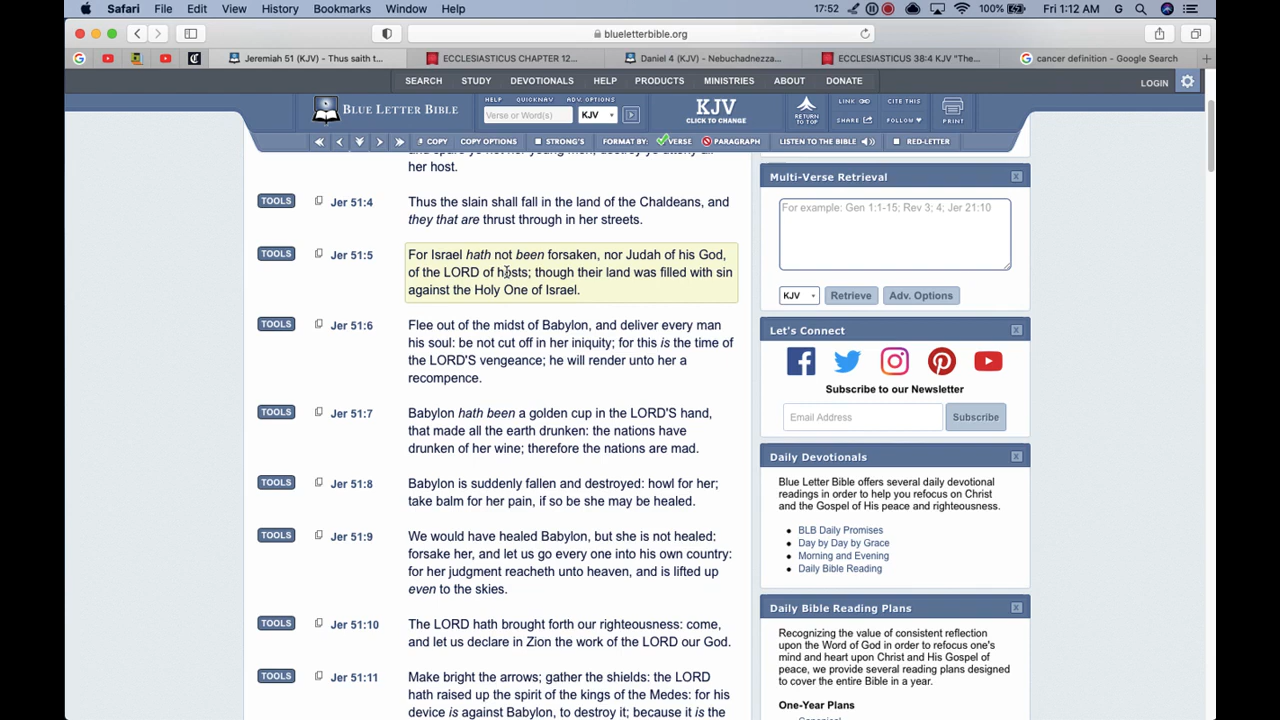 Safari File Edit View History Bookmarks Window Help 17:52 100% Fri 1:12 AM G
blueletterbible.org
Jeremiah 51 (KJV) - Thus saith t... ECCLESIASTICUS CHAPTER 12... Daniel 4 (KJV) - Nebuchadnezza... ECCLESIASTICUS 38:4 KJV "The... cancer definition - Google Search
SEARCH STUDY DEVOTIONALS HELP PRODUCTS MINISTRIES ABOUT DONATE LOGIN
BLUE LETTER BIBLE
HELP QUICKNAV ADV. OPTIONS
Verse or Word(s) KJV
KJV
CLICK TO CHANGE
RETURN TO TOP
LINK CITE THIS
SHARE FOLLOW
PRINT
COPY COPY OPTIONS STRONG'S FORMAT BY: VERSE PARAGRAPH LISTEN TO THE BIBLE RED-LETTER
her host.
TOOLS Jer 51:4 Thus the slain shall fall in the land of the Chaldeans, and
they that are thrust through in her streets.
TOOLS Jer 51:5 For Israel hath not been forsaken, nor Judah of his God,
of the LORD of hosts; though their land was filled with sin
against the Holy One of Israel.
TOOLS Jer 51:6 Flee out of the midst of Babylon, and deliver every man
his soul: be not cut off in her iniquity; for this is the time of
the LORD'S vengeance; he will render unto her a
recompence.
TOOLS Jer 51:7 Babylon hath been a golden cup in the LORD'S hand,
that made all the earth drunken: the nations have
drunken of her wine; therefore the nations are mad.
TOOLS Jer 51:8 Babylon is suddenly fallen and destroyed: howl for her;
take balm for her pain, if so be she may be healed.
TOOLS Jer 51:9 We would have healed Babylon, but she is not healed:
forsake her, and let us go every one into his own country:
for her judgment reacheth unto heaven, and is lifted up
even to the skies.
TOOLS Jer 51:10 The LORD hath brought forth our righteousness: come,
and let us declare in Zion the work of the LORD our God.
TOOLS Jer 51:11 Make bright the arrows; gather the shields: the LORD
hath raised up the spirit of the kings of the Medes: for his
device is against Babylon, to destroy it; because it is the
Multi-Verse Retrieval
For example: Gen 1:1-15; Rev 3; 4; Jer 21:10
KJV Retrieve Adv. Options
Let's Connect
Subscribe to our Newsletter
Email Address Subscribe
Daily Devotionals
Blue Letter Bible offers several daily devotional
readings in order to help you refocus on Christ
and the Gospel of His peace and righteousness.
BLB Daily Promises
Day by Day by Grace
Morning and Evening
Daily Bible Reading
Daily Bible Reading Plans
Recognizing the value of consistent reflection
upon the Word of God in order to refocus one's
mind and heart upon Christ and His Gospel of
peace, we provide several reading plans designed
to cover the entire Bible in a year.
One-Year Plans